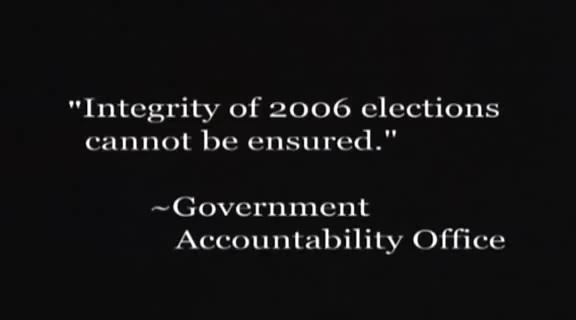 "Integrity of 2006 elections
cannot be ensured."
~Government
Accountability Office